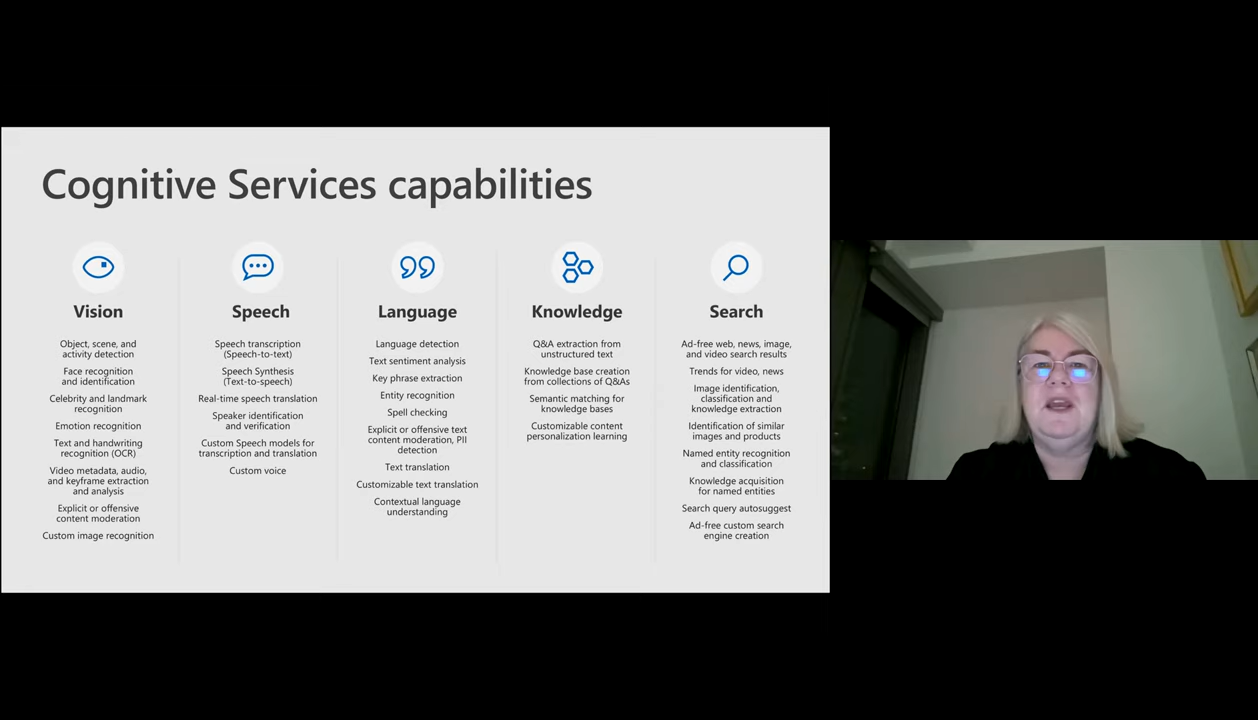 Cognitive Services capabilities
Vision
Object, scene, and
activity detection
Face recognition
and identification
Celebrity and landmark
recognition
Emotion recognition
Text and handwriting
recognition (OCR)
Video metadata, audio,
and keyframe extraction
and analysis
Explicit or offensive
content moderation
Custom image recognition
Speech
Speech transcription
(Speech-to-text)
Speech Synthesis
(Text-to-speech)
Real-time speech translation
Speaker identification
and verification
Custom Speech models for
transcription and translation
Custom voice
Language
Language detection
Text sentiment analysis
Key phrase extraction
Entity recognition
Spell checking
Explicit or offensive text
content moderation, PII
detection
Text translation
Customizable text translation
Contextual language
understanding
Knowledge
Q&A extraction from
unstructured text
Knowledge base creation
from collections of Q&As
Semantic matching for
knowledge bases
Customizable content
personalization learning
Search
Ad-free web, news, image,
and video search results
Trends for video, news
Image identification,
classification and
knowledge extraction
Identification of similar
images and products
Named entity recognition
and classification
Knowledge acquisition
for named entities
Search query autosuggest
Ad-free custom search
engine creation